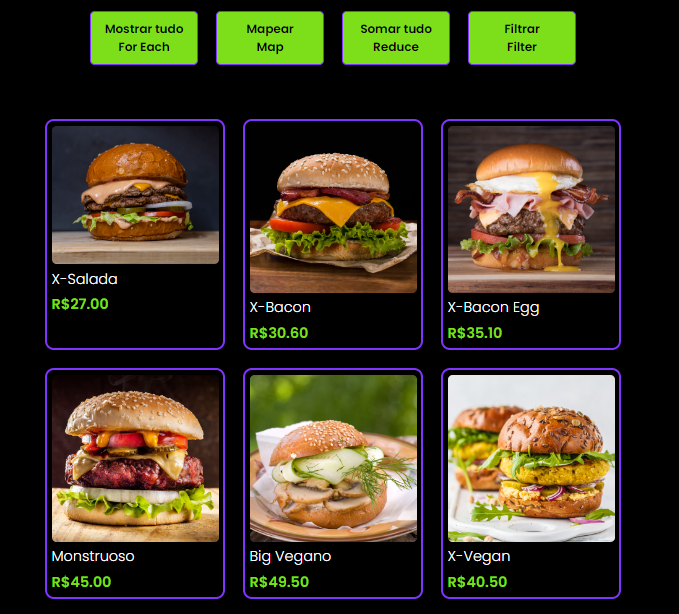 Mostrar tudo
For Each
Mapear
Map
Somar tudo
Reduce
Filtrar
Filter
X-Salada
R$27.00
X-Bacon
R$30.60
X-Bacon Egg
R$35.10
Monstruoso
R$45.00
Big Vegano
R$49.50
X-Vegan
R$40.50